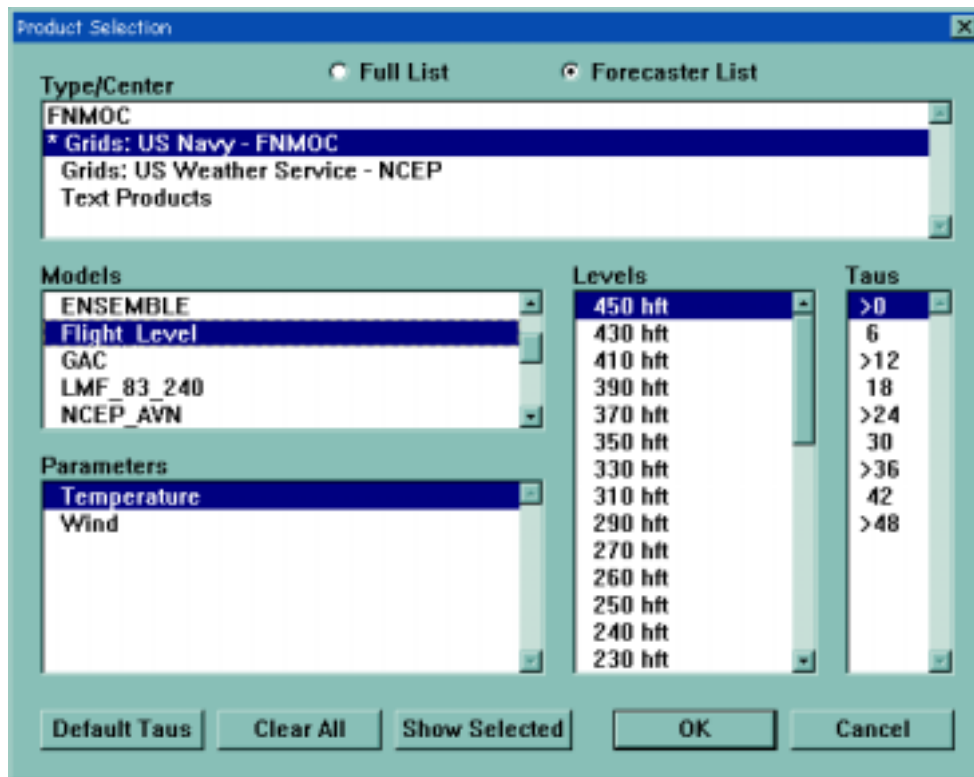 Product Selection
Full List
Forecaster List
Type/Center
FNMOC
* Grids: US Navy - FNMOC
Grids: US Weather Service - NCEP
Text Products
Models
ENSEMBLE
Flight_Level
GAC
LMF_83_240
NCEP_AVN
Parameters
Temperature
Wind
Levels
450 hft
430 hft
410 hft
390 hft
370 hft
350 hft
330 hft
310 hft
290 hft
270 hft
260 hft
250 hft
240 hft
230 hft
Taus
>0
6
>12
18
>24
30
>36
42
>48
Default Taus
Clear All
Show Selected
OK
Cancel